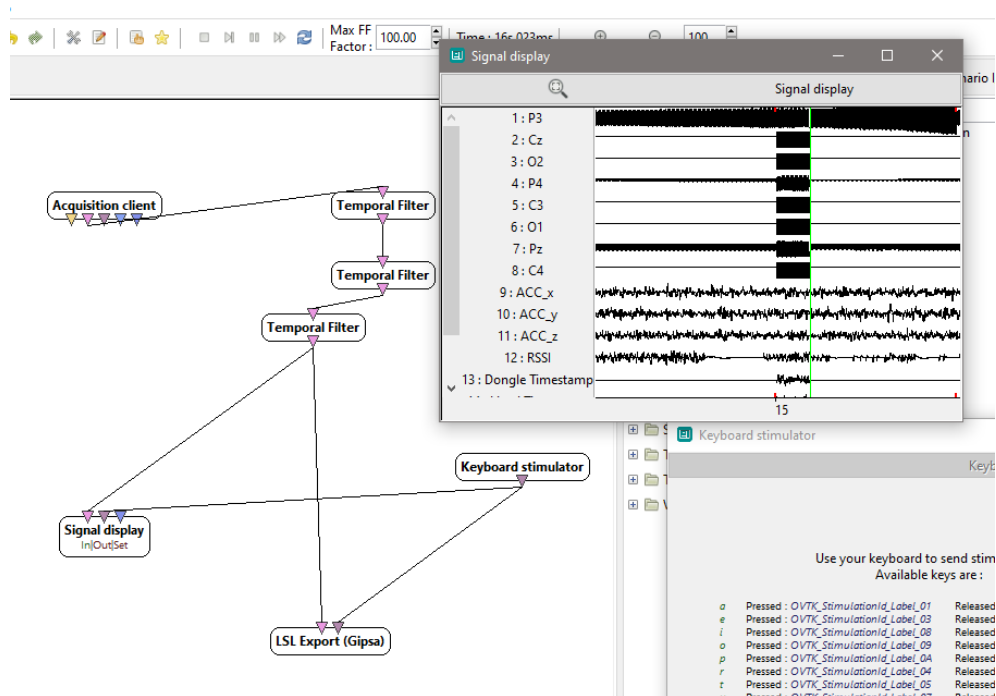 Max FF
Factor :
100.00
Time : 16s 023ms
100
Signal display
Signal display
1 : P3
2 : Cz
3 : O2
4 : P4
5 : C3
6 : O1
7 : Pz
8 : C4
9 : ACC_x
10 : ACC_y
11 : ACC_z
12 : RSSI
13 : Dongle Timestamp
15
Acquisition client
Temporal Filter
Temporal Filter
Temporal Filter
Keyboard stimulator
Signal display
In|Out|Set
LSL Export (Gipsa)
Keyboard stimulator
Keyb
Use your keyboard to send stim
Available keys are :
a Pressed : OVTK_StimulationId_Label_01 Released
e Pressed : OVTK_StimulationId_Label_03 Released
i Pressed : OVTK_StimulationId_Label_08 Released
o Pressed : OVTK_StimulationId_Label_09 Released
p Pressed : OVTK_StimulationId_Label_0A Released
r Pressed : OVTK_StimulationId_Label_04 Released
t Pressed : OVTK_StimulationId_Label_05 Released